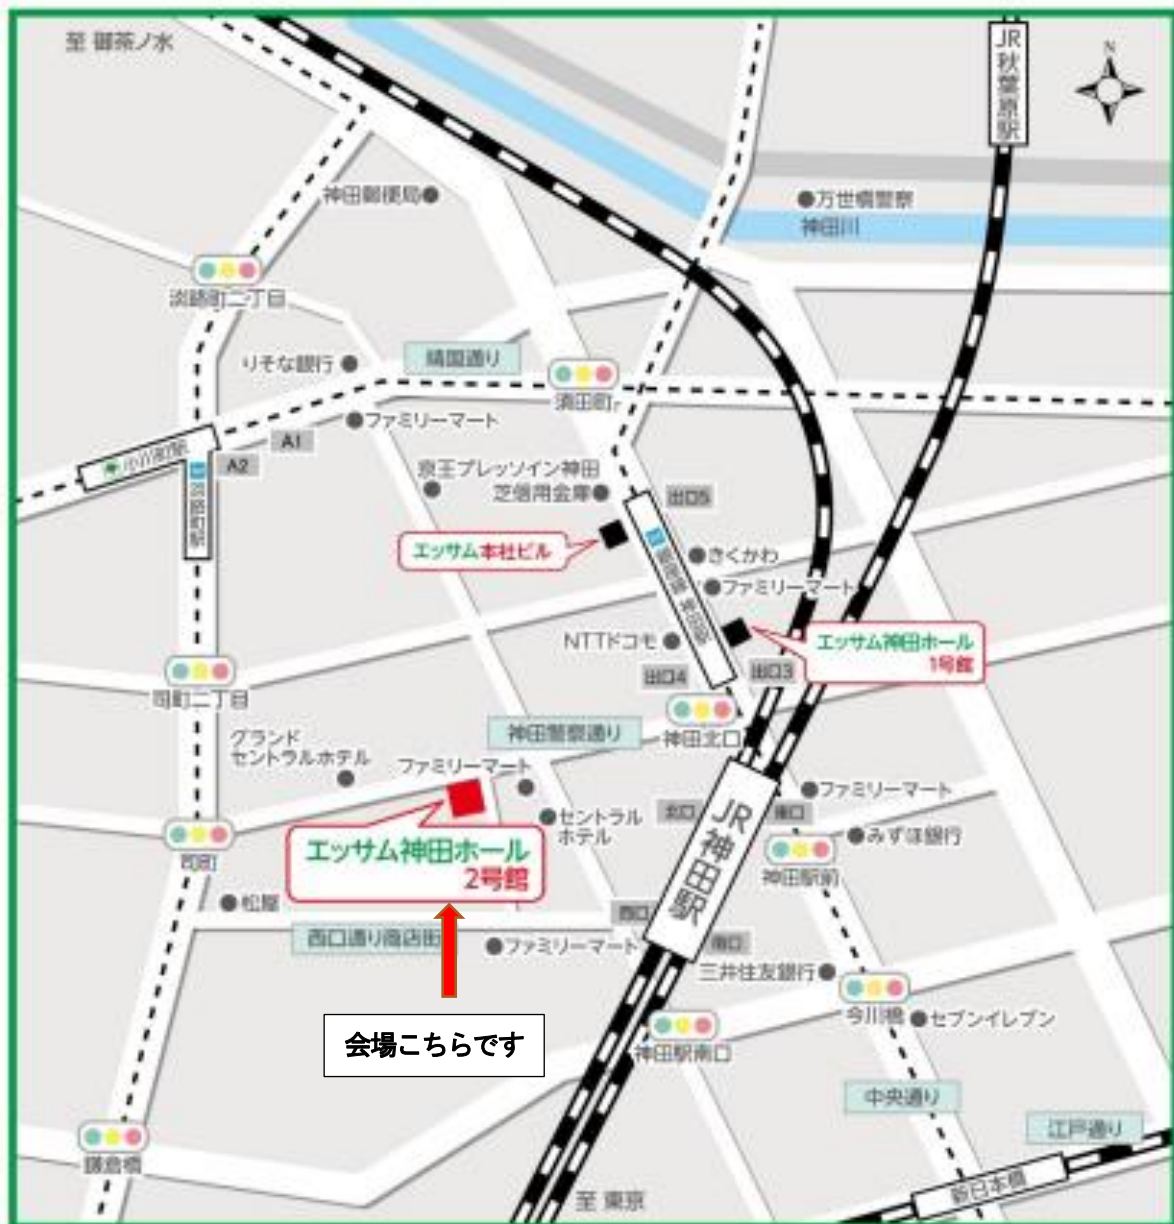 至 御茶ノ水
JR秋葉原駅
N
神田郵便局
万世橋警察
神田川
淡路町二丁目
りそな銀行
靖国通り
須田町
ファミリーマート
A1
小川町駅
A2
淡路町駅
京王プレッソイン神田
芝信用金庫
出口5
エッサム本社ビル
きくかわ
ファミリーマート
銀座線 神田駅
NTTドコモ
エッサム神田ホール
1号館
出口4
出口3
司町二丁目
神田警察通り
神田北口
グランド
セントラルホテル
ファミリーマート
ファミリーマート
セントラル
ホテル
北口
東口
JR神田駅
みずほ銀行
司町
エッサム神田ホール
2号館
神田駅前
松屋
西口
西口通り商店街
ファミリーマート
南口
三井住友銀行
今川橋
セブンイレブン
会場こちらです
神田駅南口
中央通り
江戸通り
鎌倉橋
新日本橋
至 東京